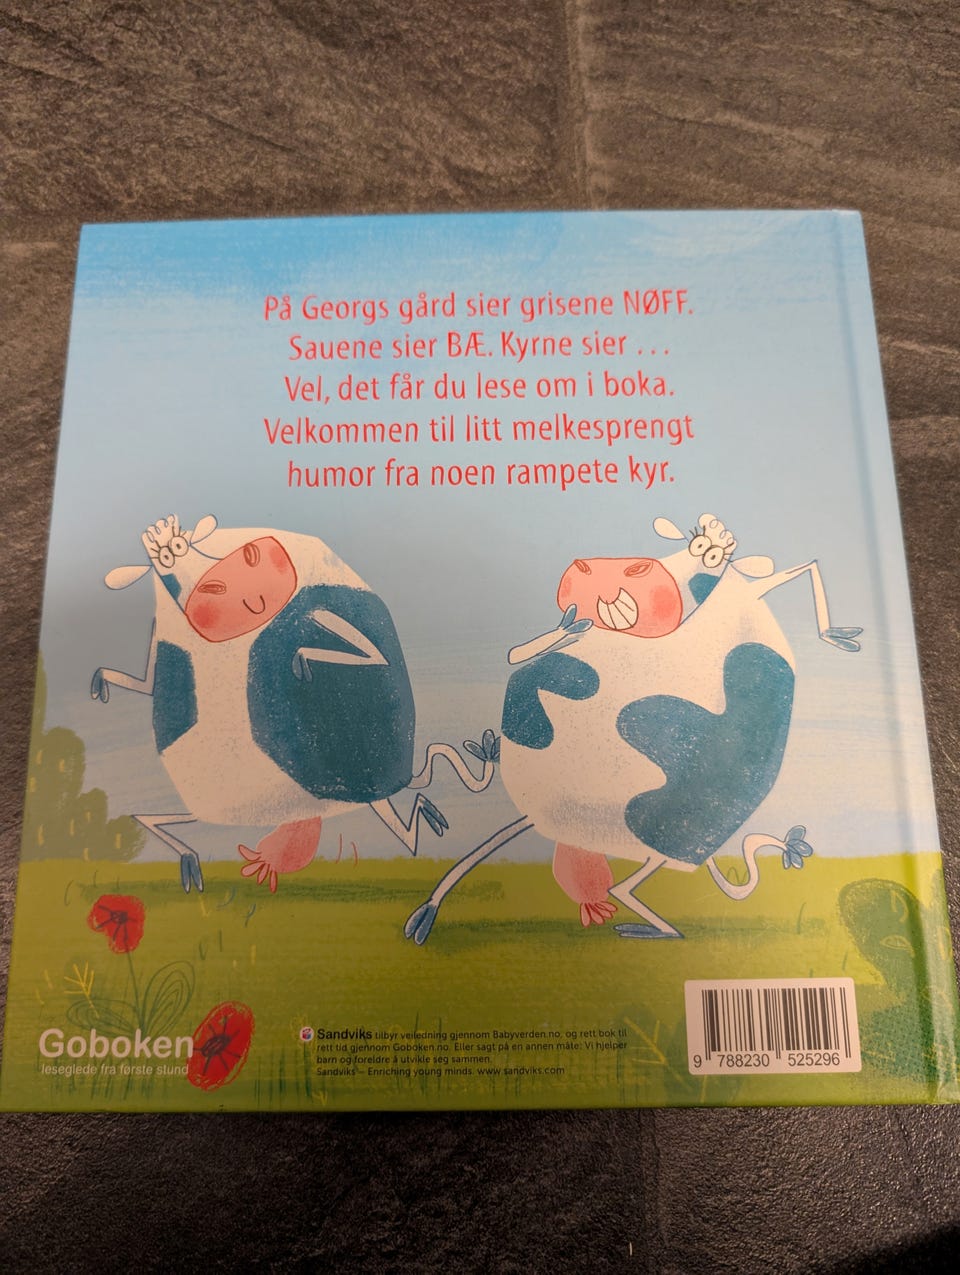 På Georgs gård sier grisene NØFF.
Sauene sier BÆ. Kyrne sier ...
Vel, det får du lese om i boka.
Velkommen til litt melkesprengt
humor fra noen rampete kyr.
Goboken
leseglede fra første stund
Sandviks tilbyr veiledning gjennom Babyverden.no, og rett bok til
rett tid gjennom Goboken.no. Eller sagt på en annen måte: Vi hjelper
barn og foreldre å utvikle seg sammen.
Sandviks – Enriching young minds. www.sandviks.com
9 788230 525296